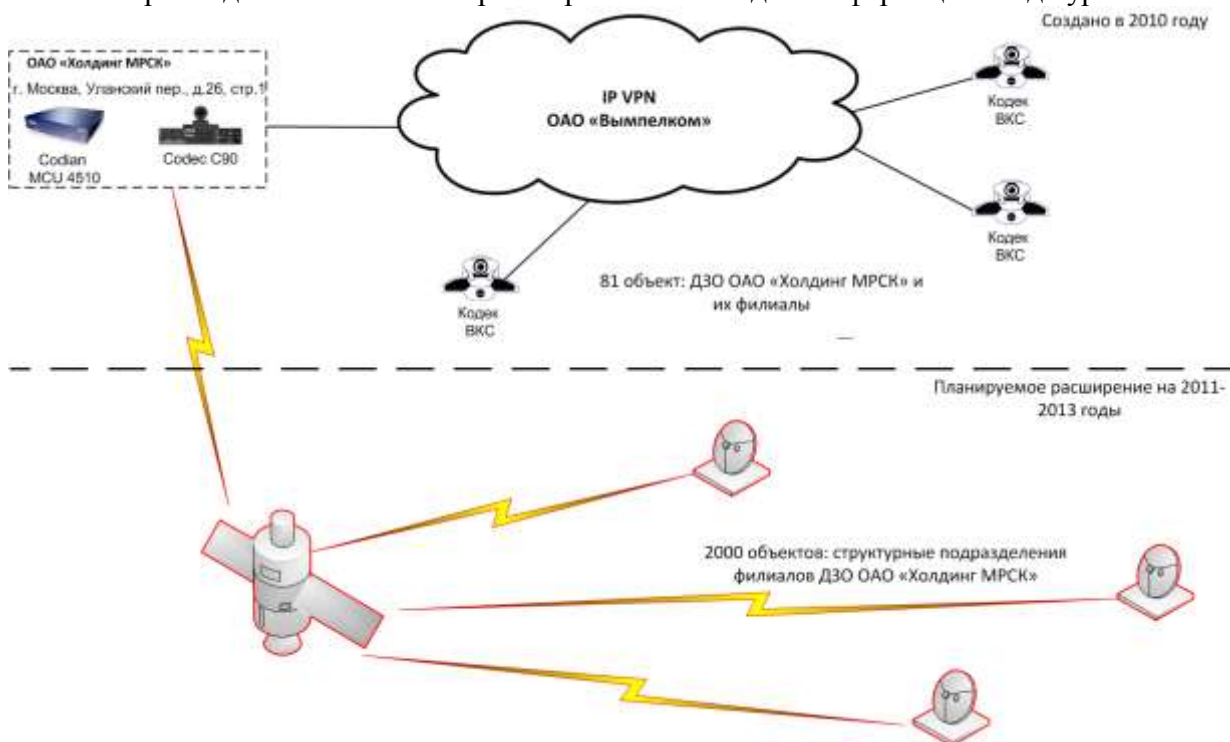 Создано в 2010 году
ОАО «Холдинг МРСК»
г. Москва, Уланский пер., д.26, стр.1
Codian
MCU 4510
Codec C90
IP VPN
ОАО «Вымпелком»
Кодек
ВКС
Кодек
ВКС
Кодек
ВКС
81 объект: ДЗО ОАО «Холдинг МРСК» и
их филиалы
Планируемое расширение на 2011-
2013 годы
2000 объектов: структурные подразделения
филиалов ДЗО ОАО «Холдинг МРСК»